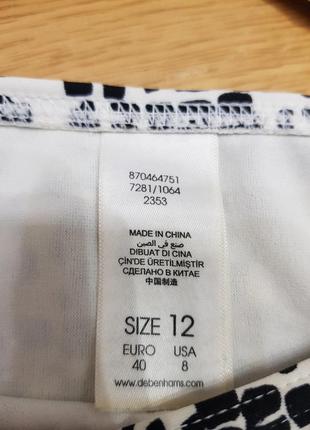 870464751
7281/1064
2353
MADE IN CHINA
صنع في الصين
DIBUAT DI CINA
ÇİN'DE ÜRETİLMİŞTİR
СДЕЛАНО В КИТАЕ
中国制造
SIZE 12
EURO USA
40 8
www.debenhams.com